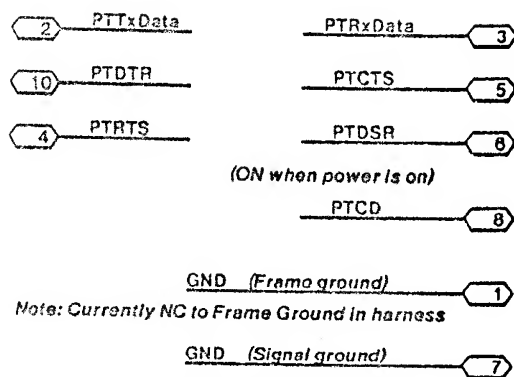 2 PTTxData PTRxData 3
10 PTDTR PTCTS 5
4 PTRTS PTDSR 6
(ON when power is on)
PTCD 8
GND (Frame ground) 1
Note: Currently NC to Frame Ground in harness
GND (Signal ground) 7